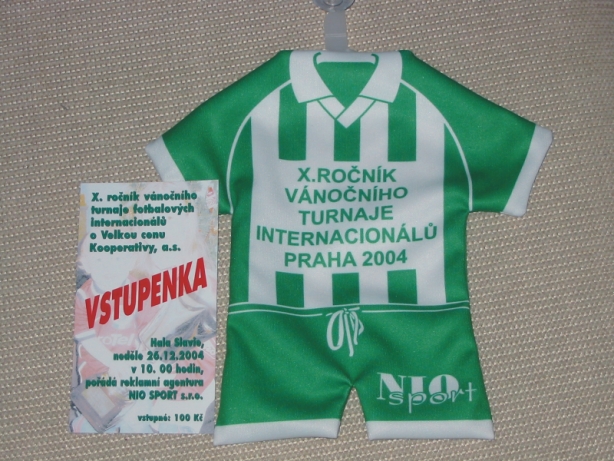 X. ročník vánočního
turnaje fotbalových
internacionálů
o Velkou cenu
Kooperativy, a.s.
VSTUPENKA
Hala Slavie,
neděle 26.12.2004
v 10. 00 hodin,
pořádá reklamní agentura
NIO SPORT s.r.o.
vstupné: 100 Kč
X.ROČNÍK
VÁNOČNÍHO
TURNAJE
INTERNACIONÁLŮ
PRAHA 2004
NIO
sport